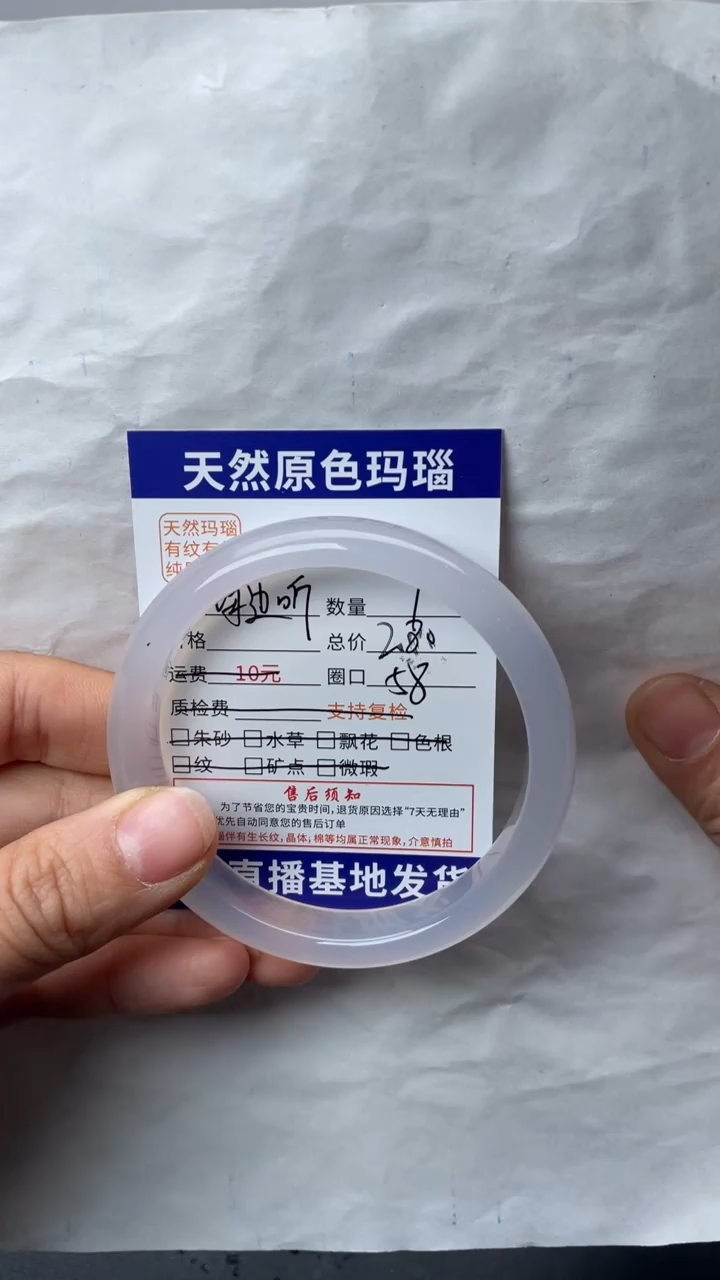 天然原色玛瑙
天然玛瑙
有纹有
纯
边听 数量 1
格 总价 280
运费 10元 圈口 58
质检费 支持复检
□朱砂 □水草 □飘花 □色根
□纹 □矿点 □微瑕
售后须知
为了节省您的宝贵时间,退货原因选择"7天无理由"
优先自动同意您的售后订单
伴有生长纹,晶体;棉等均属正常现象,介意慎拍
直播基地发货